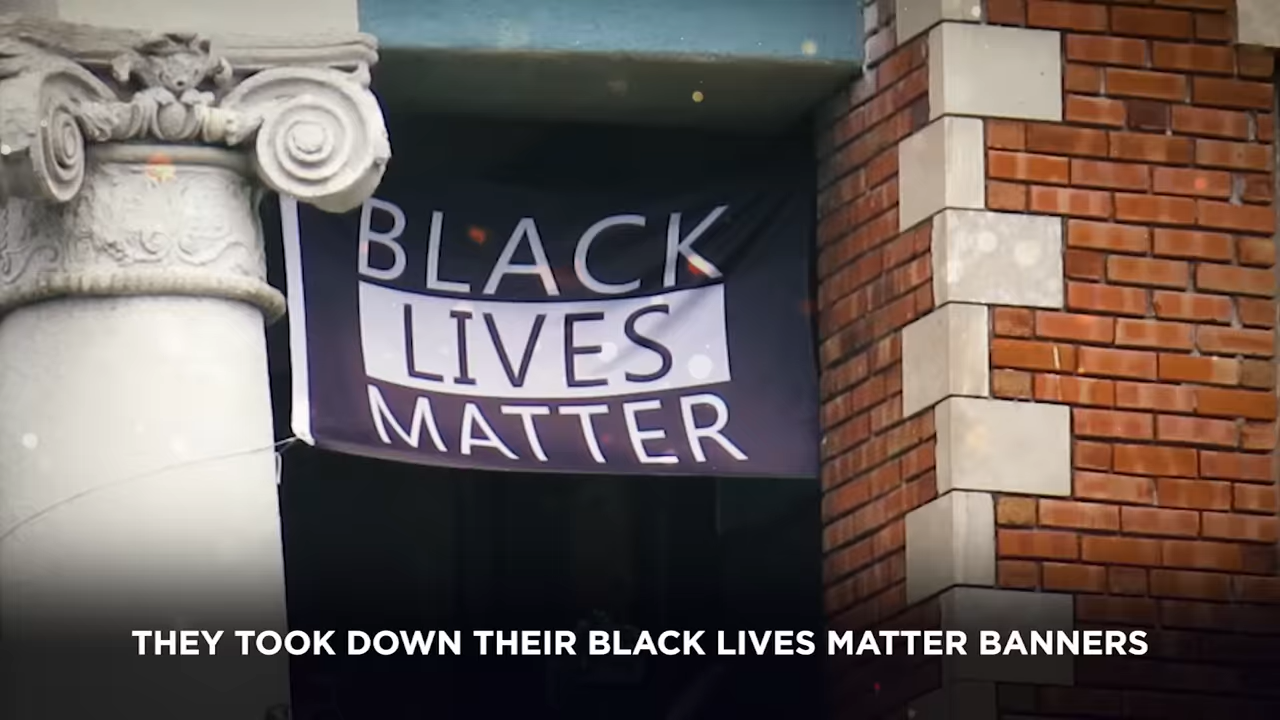 BLACK
LIVES
MATTER
THEY TOOK DOWN THEIR BLACK LIVES MATTER BANNERS